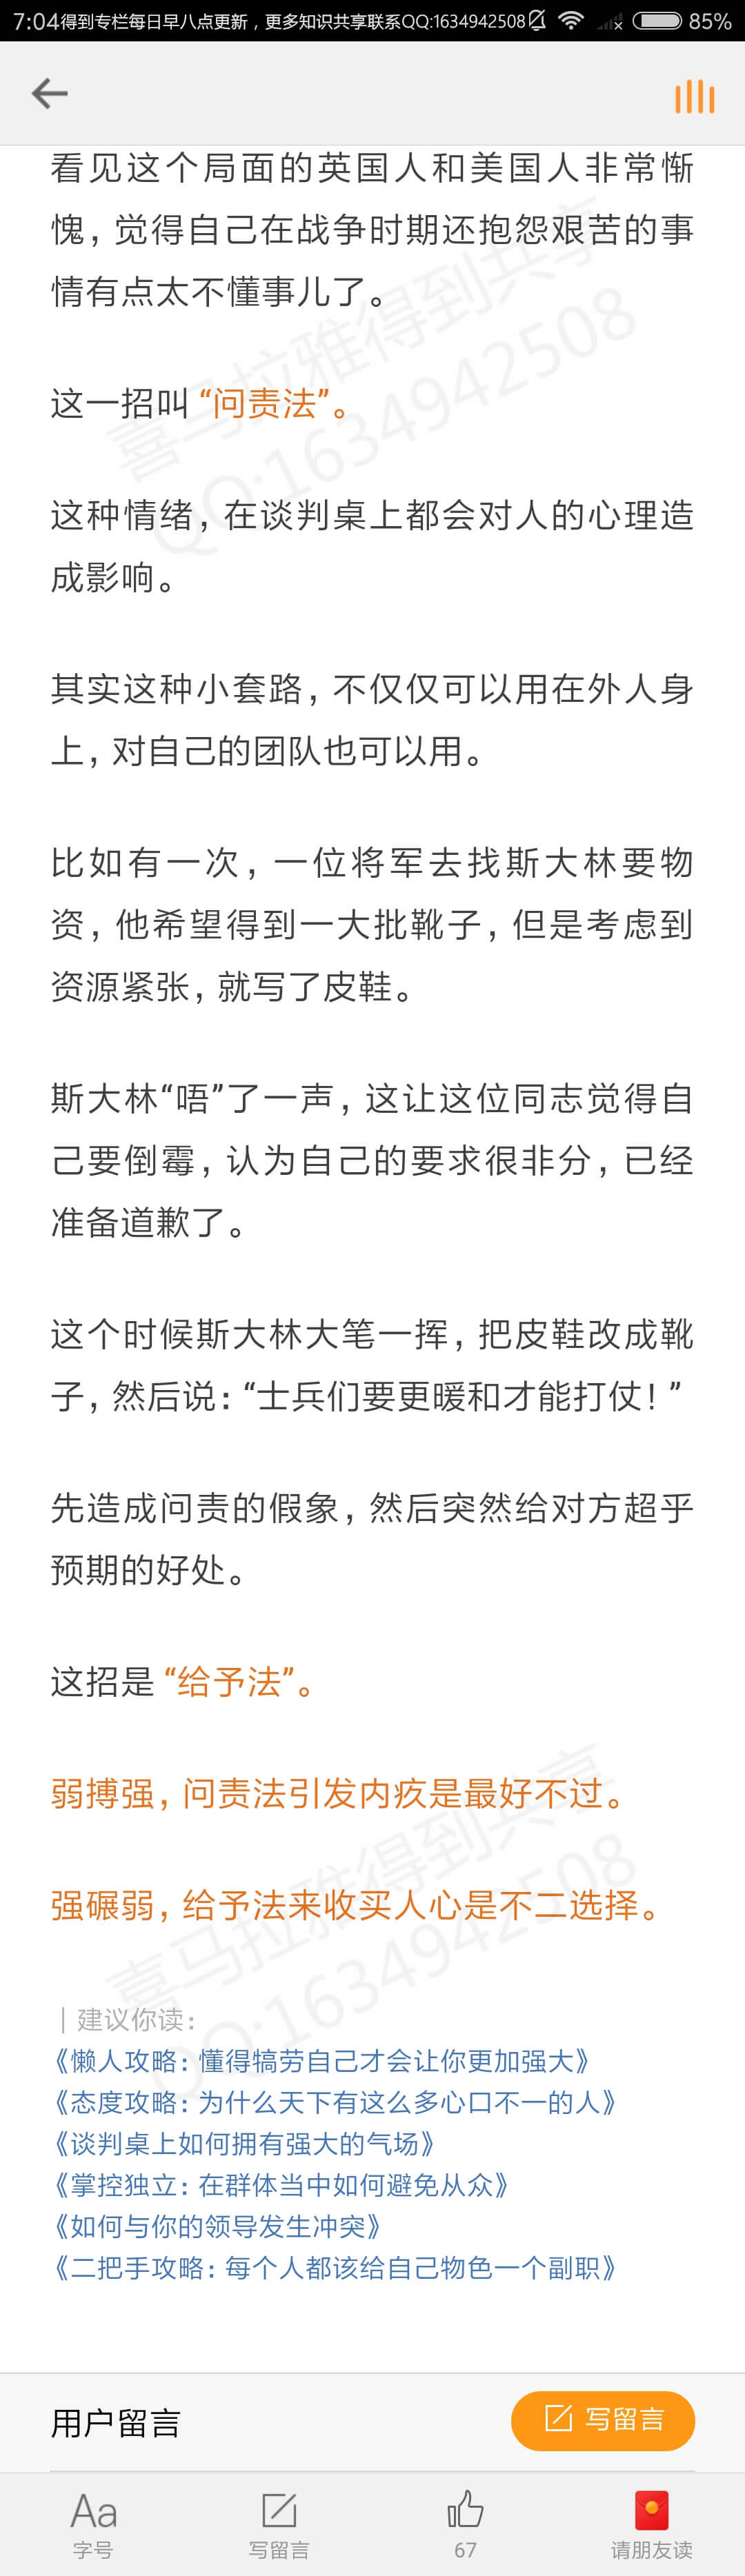 7:04得到专栏每日早八点更新，更多知识共享联系QQ:1634942508 85%
看见这个局面的英国人和美国人非常惭
愧，觉得自己在战争时期还抱怨艰苦的事
情有点太不懂事儿了。
这一招叫“问责法”。
这种情绪，在谈判桌上都会对人的心理造
成影响。
其实这种小套路，不仅仅可以用在外人身
上，对自己的团队也可以用。
比如有一次，一位将军去找斯大林要物
资，他希望得到一大批靴子，但是考虑到
资源紧张，就写了皮鞋。
斯大林“唔”了一声，这让这位同志觉得自
己要倒霉，认为自己的要求很非分，已经
准备道歉了。
这个时候斯大林大笔一挥，把皮鞋改成靴
子，然后说：“士兵们要更暖和才能打仗！”
先造成问责的假象，然后突然给对方超乎
预期的好处。
这招是“给予法”。
弱搏强，问责法引发内疚是最好不过。
强碾弱，给予法来收买人心是不二选择。
｜建议你读：
《懒人攻略：懂得犒劳自己才会让你更加强大》
《态度攻略：为什么天下有这么多心口不一的人》
《谈判桌上如何拥有强大的气场》
《掌控独立：在群体当中如何避免从众》
《如何与你的领导发生冲突》
《二把手攻略：每个人都该给自己物色一个副职》
用户留言 写留言
Aa
字号 写留言 67 请朋友读
喜马拉雅得到共享
QQ:1634942508
喜马拉雅得到共享
QQ:1634942508